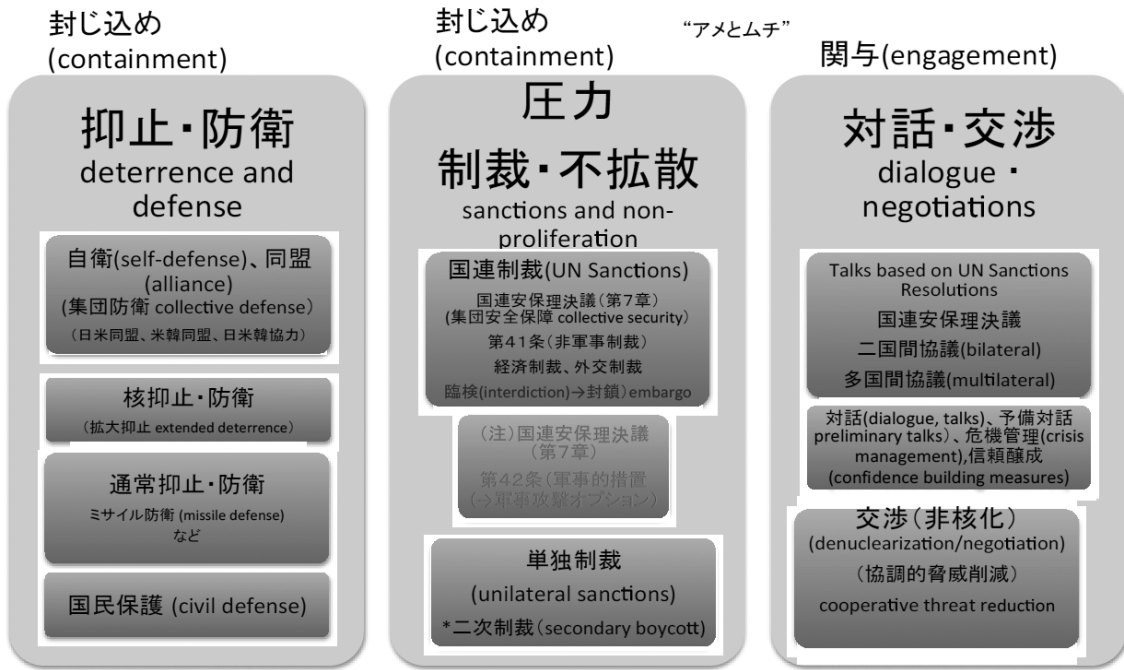 封じ込め
(containment)
抑止・防衛
deterrence and
defense
自衛(self-defense)、同盟
(alliance)
(集団防衛 collective defense)
(日米同盟、米韓同盟、日米韓協力)
核抑止・防衛
(拡大抑止 extended deterrence)
通常抑止・防衛
ミサイル防衛 (missile defense)
など
国民保護 (civil defense)
封じ込め
(containment)
“アメとムチ”
圧力
制裁・不拡散
sanctions and non-
proliferation
国連制裁(UN Sanctions)
国連安保理決議(第7章)
(集団安全保障 collective security)
第41条(非軍事制裁)
経済制裁、外交制裁
臨検(interdiction)→封鎖) embargo
(注)国連安保理決議
(第7章)
第42条(軍事的措置
(→軍事攻撃オプション)
単独制裁
(unilateral sanctions)
*二次制裁(secondary boycott)
関与(engagement)
対話・交渉
dialogue・
negotiations
Talks based on UN Sanctions
Resolutions
国連安保理決議
二国間協議(bilateral)
多国間協議(multilateral)
対話(dialogue, talks)、予備対話
preliminary talks)、危機管理(crisis
management),信頼醸成
(confidence building measures)
交渉(非核化)
(denuclearization/negotiation)
(協調的脅威削減)
cooperative threat reduction